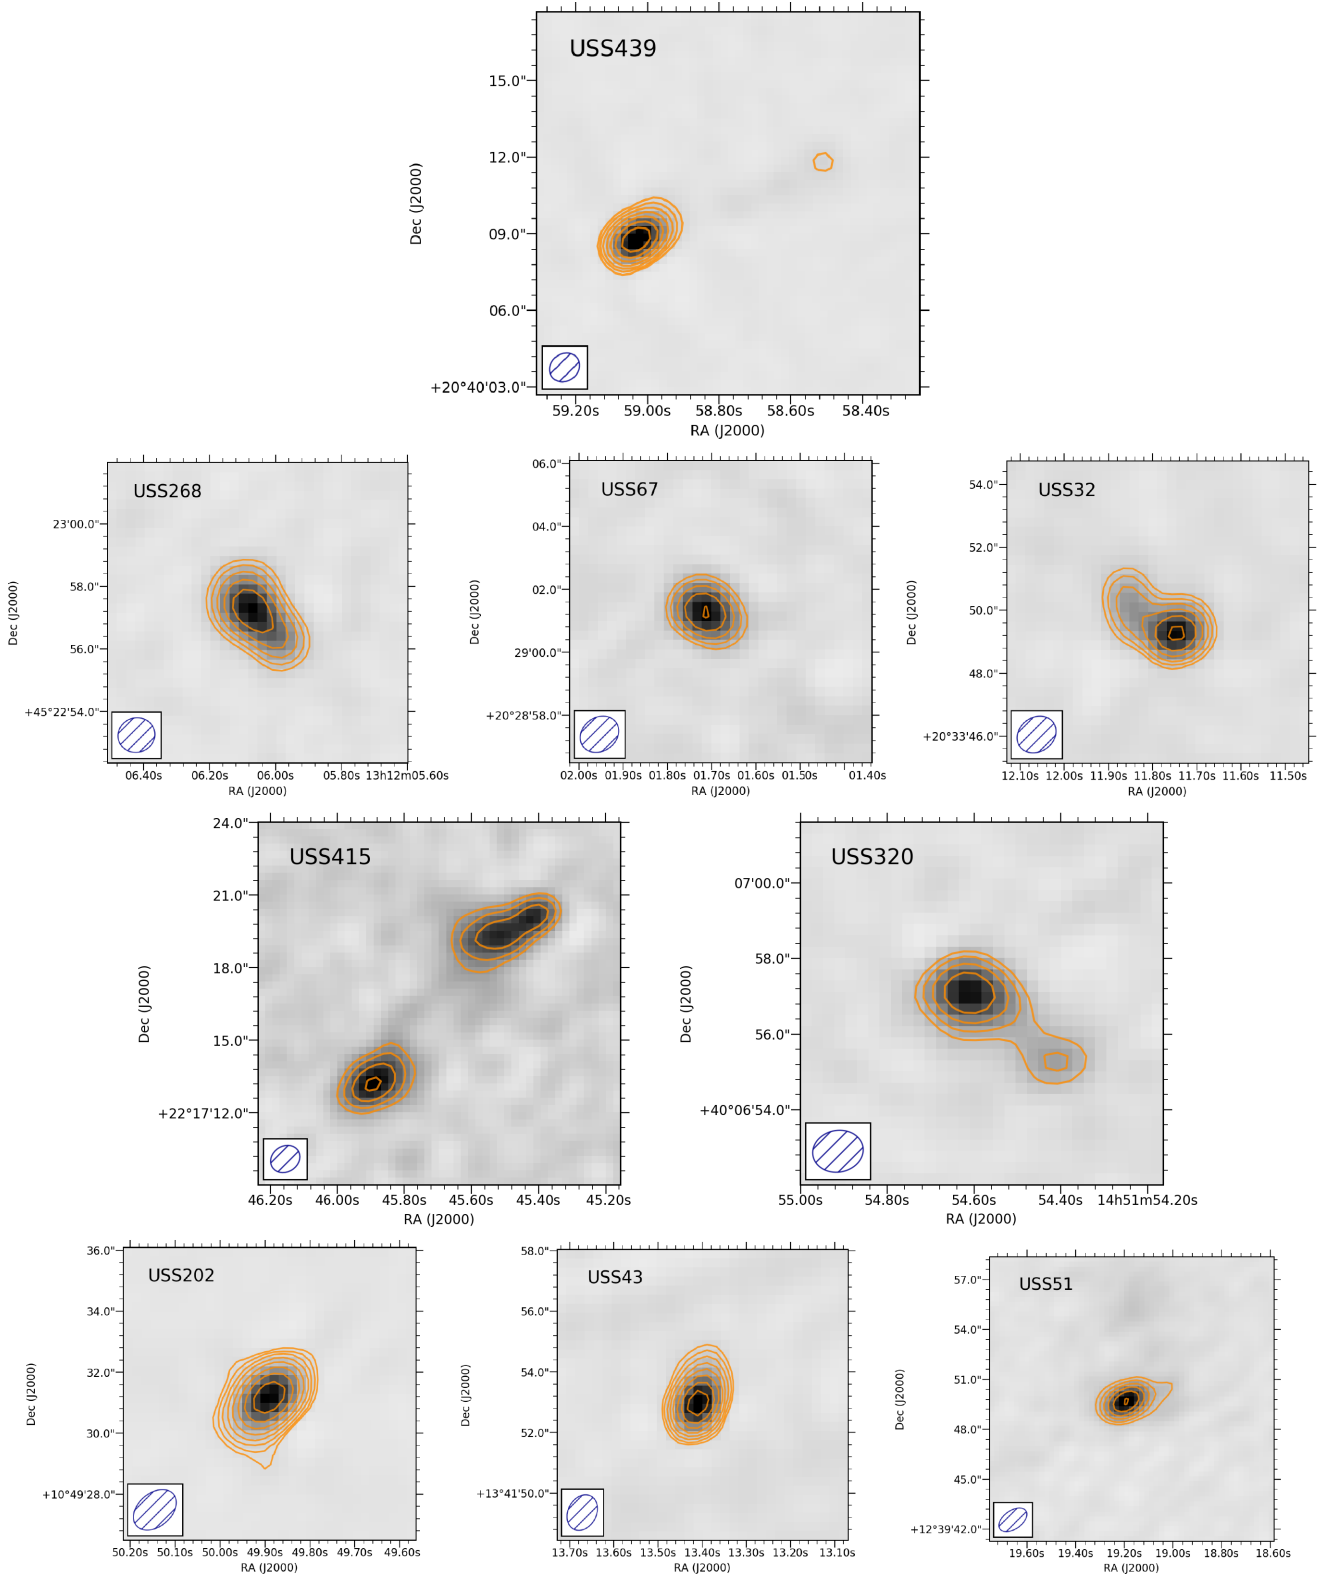 USS439
15.0"
12.0"
09.0"
06.0"
+20°40'03.0"
Dec (J2000)
59.20s 59.00s 58.80s 58.60s 58.40s
RA (J2000)
USS268
23'00.0"
58.0"
56.0"
+45°22'54.0"
Dec (J2000)
06.40s 06.20s 06.00s 05.80s 13h12m05.60s
RA (J2000)
USS67
06.0"
04.0"
02.0"
29'00.0"
+20°28'58.0"
Dec (J2000)
02.00s 01.90s 01.80s 01.70s 01.60s 01.50s 01.40s
RA (J2000)
USS32
54.0"
52.0"
50.0"
48.0"
+20°33'46.0"
Dec (J2000)
12.10s 12.00s 11.90s 11.80s 11.70s 11.60s 11.50s
RA (J2000)
USS415
24.0"
21.0"
18.0"
15.0"
+22°17'12.0"
Dec (J2000)
46.20s 46.00s 45.80s 45.60s 45.40s 45.20s
RA (J2000)
USS320
07'00.0"
58.0"
56.0"
+40°06'54.0"
Dec (J2000)
55.00s 54.80s 54.60s 54.40s 14h51m54.20s
RA (J2000)
USS202
36.0"
34.0"
32.0"
30.0"
+10°49'28.0"
Dec (J2000)
50.20s 50.10s 50.00s 49.90s 49.80s 49.70s 49.60s
RA (J2000)
USS43
58.0"
56.0"
54.0"
52.0"
+13°41'50.0"
Dec (J2000)
13.70s 13.60s 13.50s 13.40s 13.30s 13.20s 13.10s
RA (J2000)
USS51
57.0"
54.0"
51.0"
48.0"
45.0"
+12°39'42.0"
Dec (J2000)
19.60s 19.40s 19.20s 19.00s 18.80s 18.60s
RA (J2000)